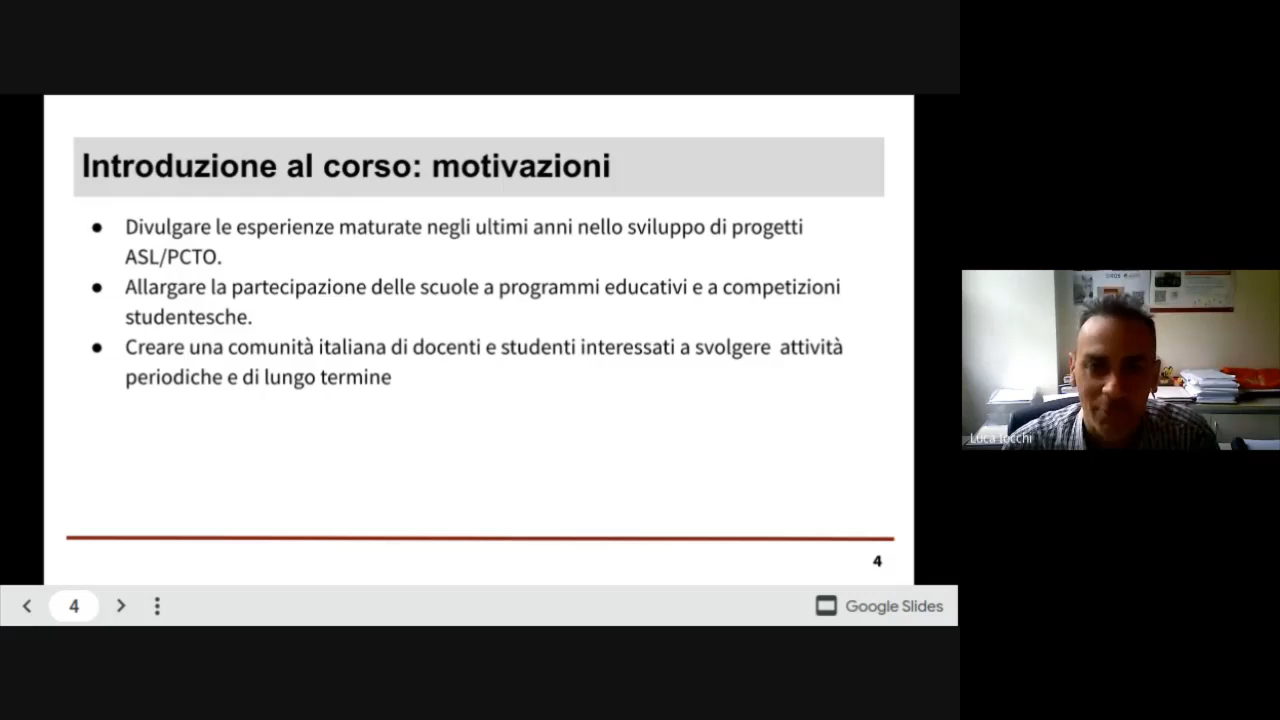 Introduzione al corso: motivazioni
● Divulgare le esperienze maturate negli ultimi anni nello sviluppo di progetti
ASL/PCTO.
● Allargare la partecipazione delle scuole a programmi educativi e a competizioni
studentesche.
● Creare una comunità italiana di docenti e studenti interessati a svolgere attività
periodiche e di lungo termine
4
4
Google Slides
Luca Iocchi